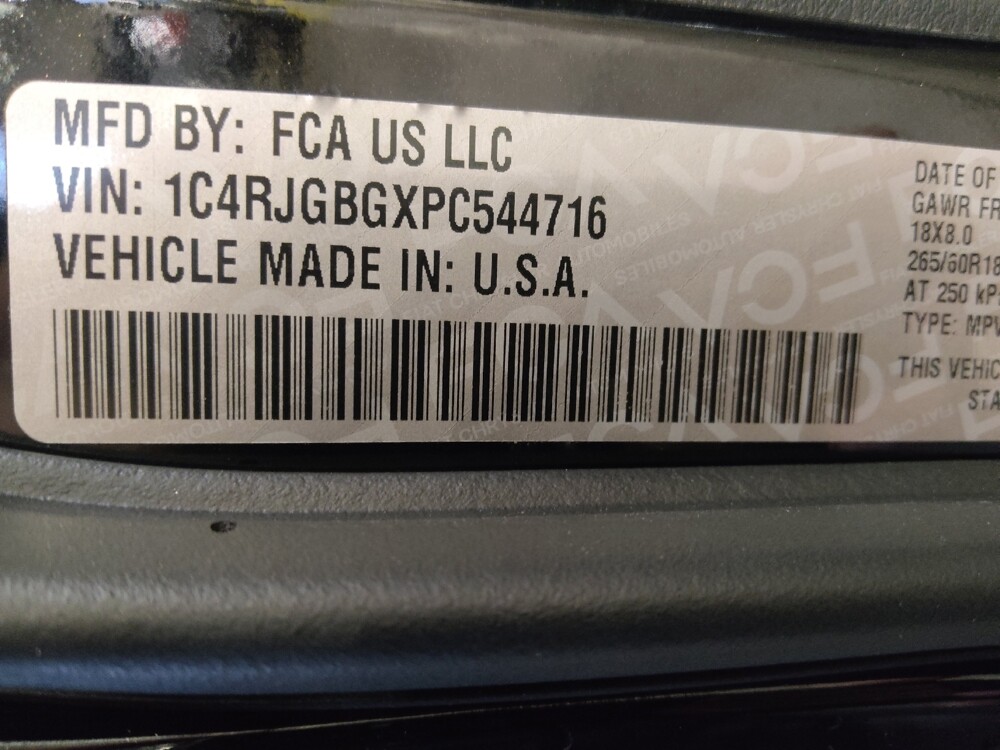 MFD BY: FCA US LLC
VIN: 1C4RJGBGXPC544716
VEHICLE MADE IN: U.S.A.
DATE OF
GAWR FR
18X8.0
265/60R18
AT 250 kP
TYPE: MPV
THIS VEHIC
STA